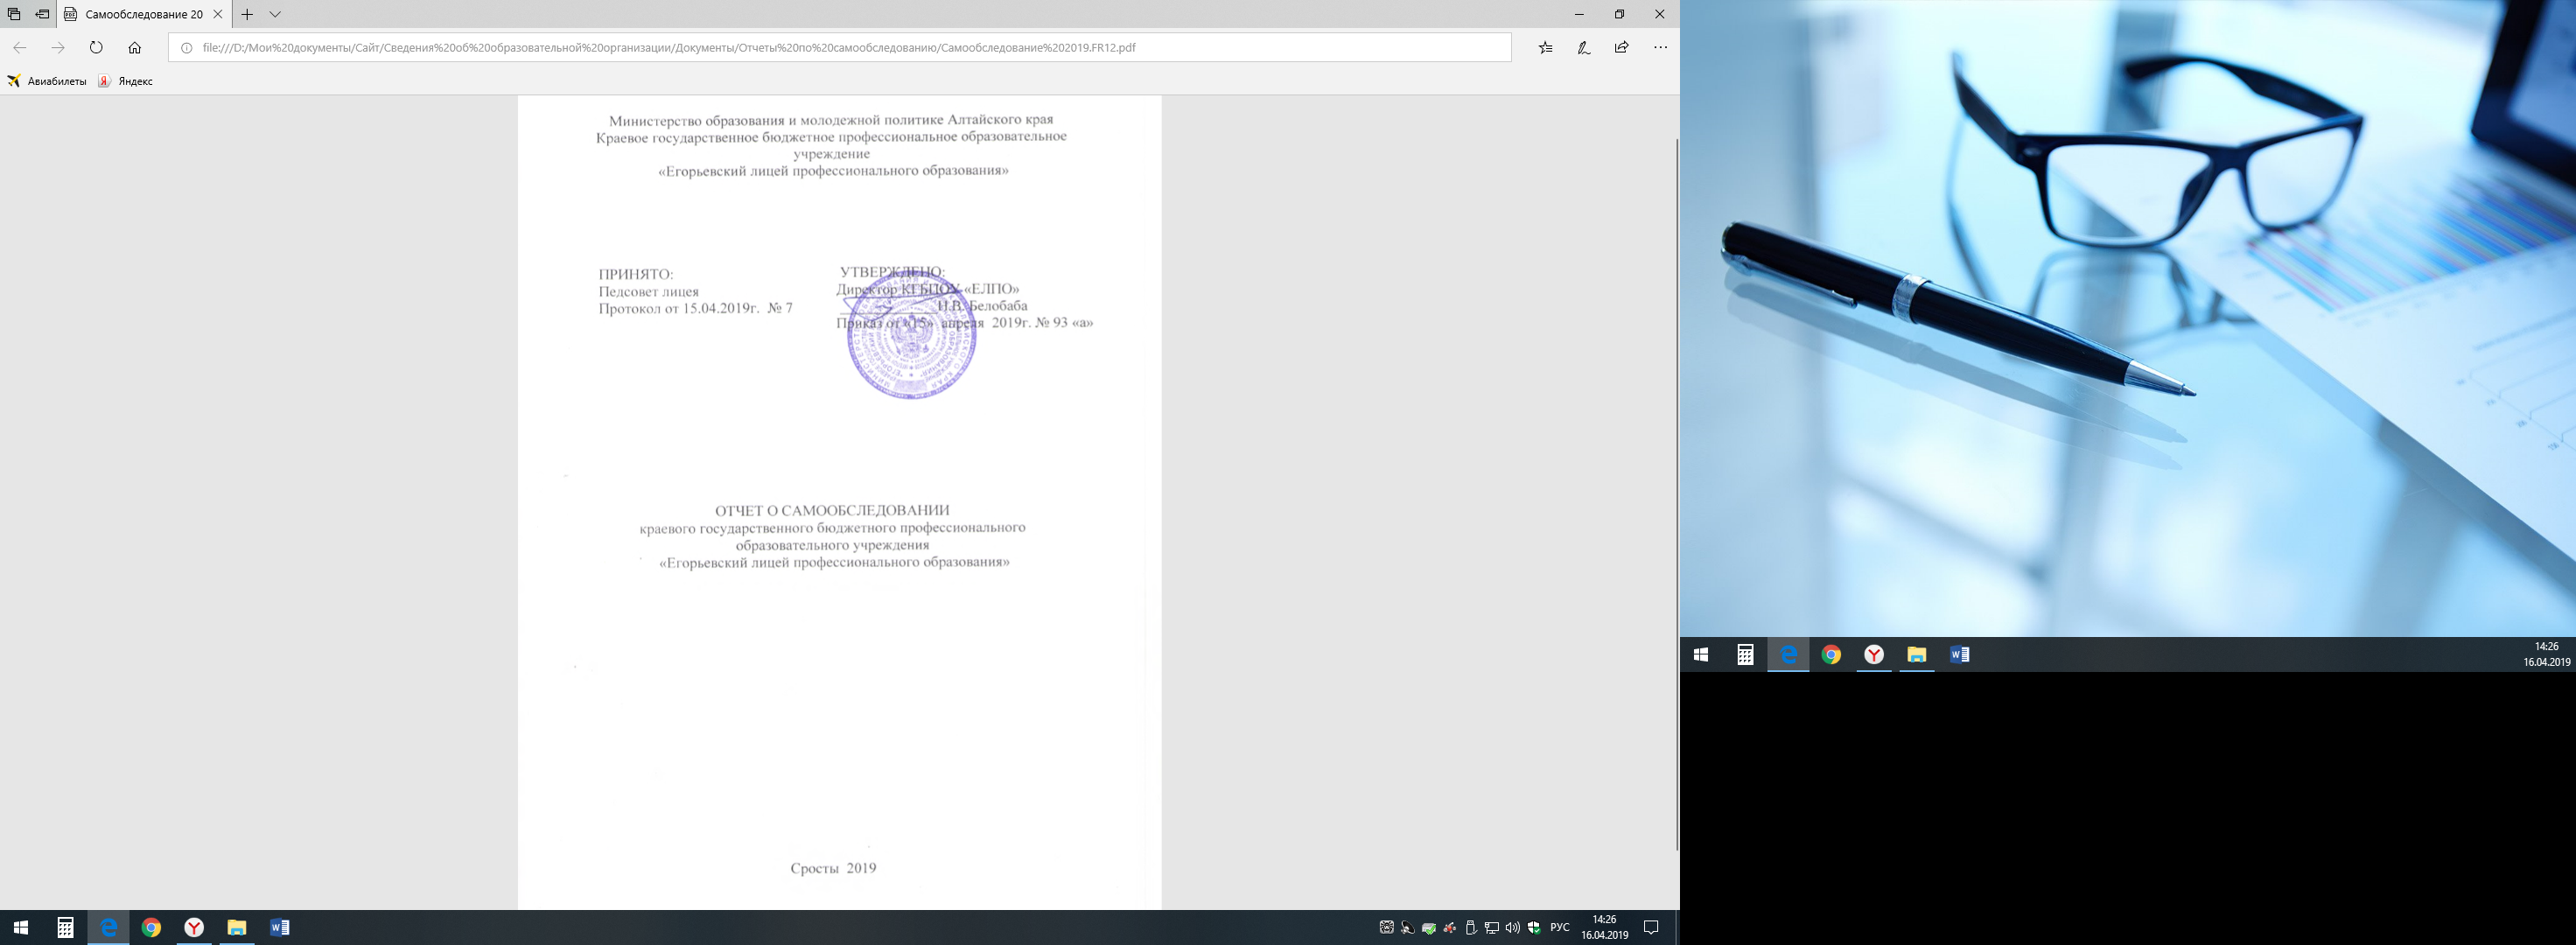 Самообследование 20
file:///D:/Мои%20документы/Сайт/Сведения%20об%20образовательной%20организации/Документы/Отчеты%20по%20самообследованию/Самообследование%202019.FR12.pdf
Авиабилеты Яндекс
Министерство образования и молодежной политике Алтайского края
Краевое государственное бюджетное профессиональное образовательное
учреждение
«Егорьевский лицей профессионального образования»
ПРИНЯТО:
Педсовет лицея
Протокол от 15.04.2019г. № 7
УТВЕРЖДЕНО:
Директор КГБПОУ «ЕЛПО»
И.В. Белобаба
Приказ от «15» апреля 2019г. № 93 «а»
ОТЧЕТ О САМООБСЛЕДОВАНИИ
краевого государственного бюджетного профессионального
образовательного учреждения
«Егорьевский лицей профессионального образования»
Сросты 2019
РУС
14:26
16.04.2019
14:26
16.04.2019